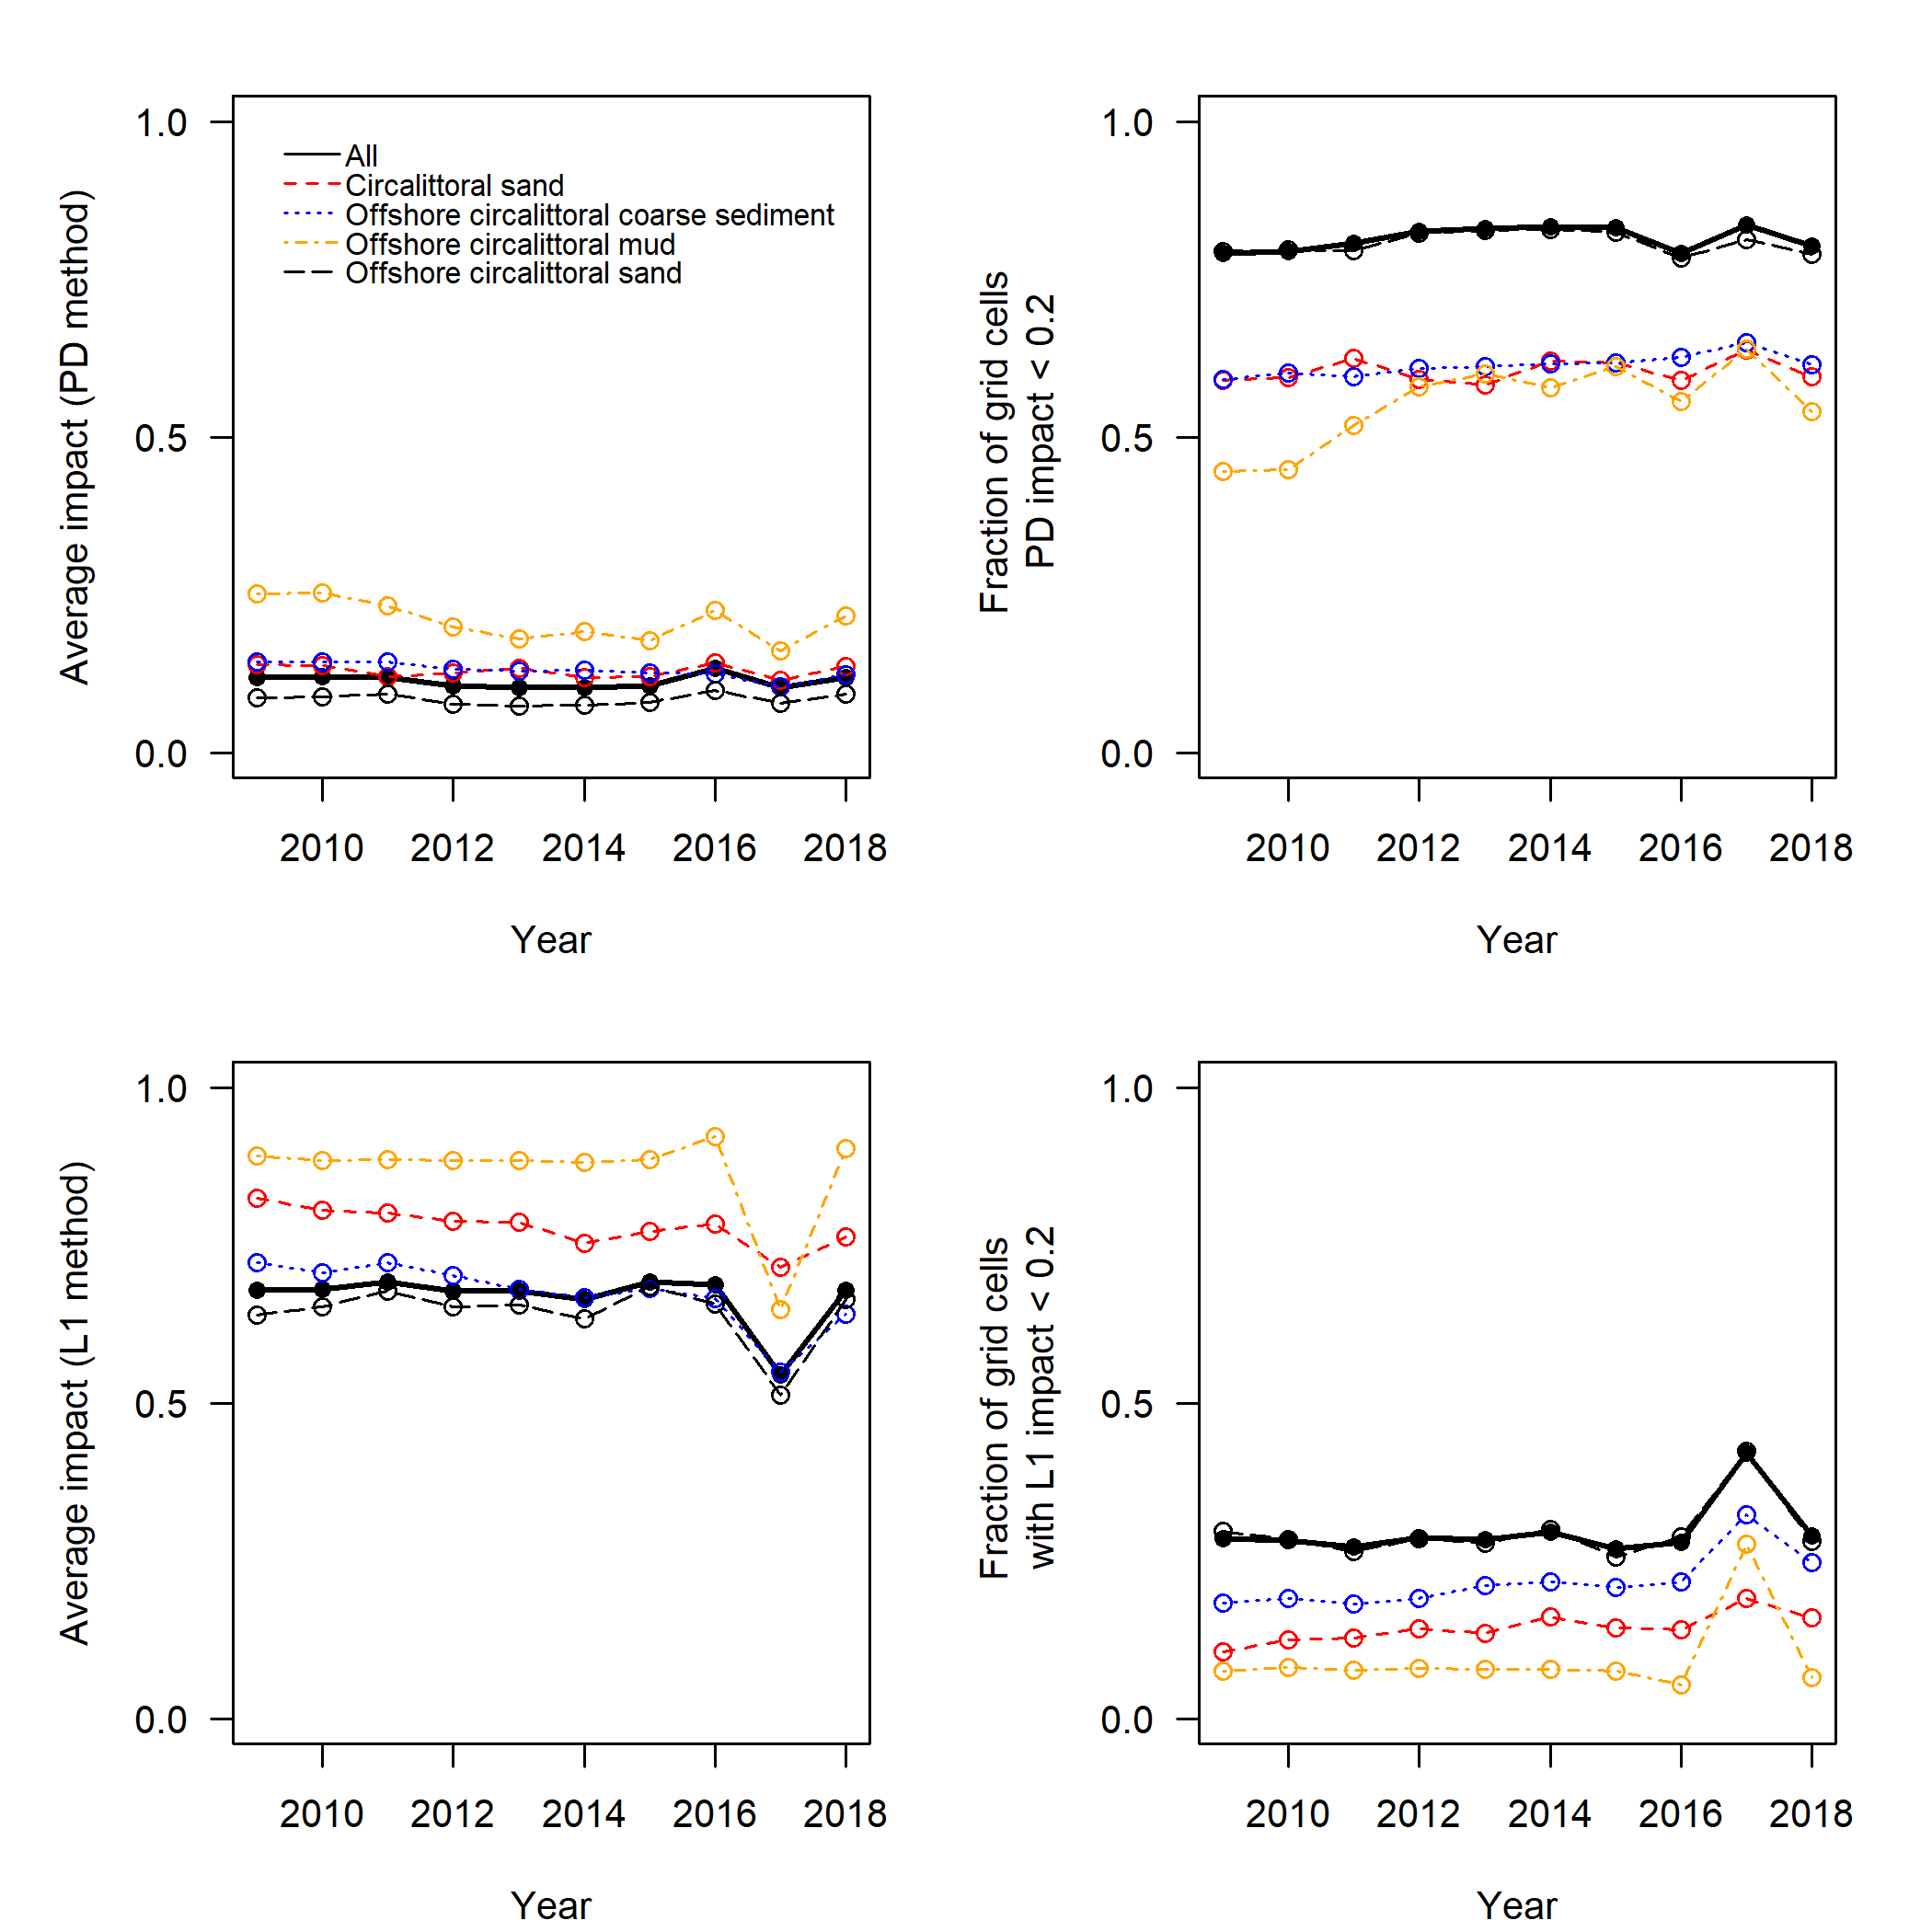 1.0
0.5
0.0
Average impact (PD method)
All
Circalittoral sand
Offshore circalittoral coarse sediment
Offshore circalittoral mud
Offshore circalittoral sand
2010 2012 2014 2016 2018
Year
1.0
0.5
0.0
Fraction of grid cells
PD impact < 0.2
2010 2012 2014 2016 2018
Year
1.0
0.5
0.0
Average impact (L1 method)
2010 2012 2014 2016 2018
Year
1.0
0.5
0.0
Fraction of grid cells
with L1 impact < 0.2
2010 2012 2014 2016 2018
Year